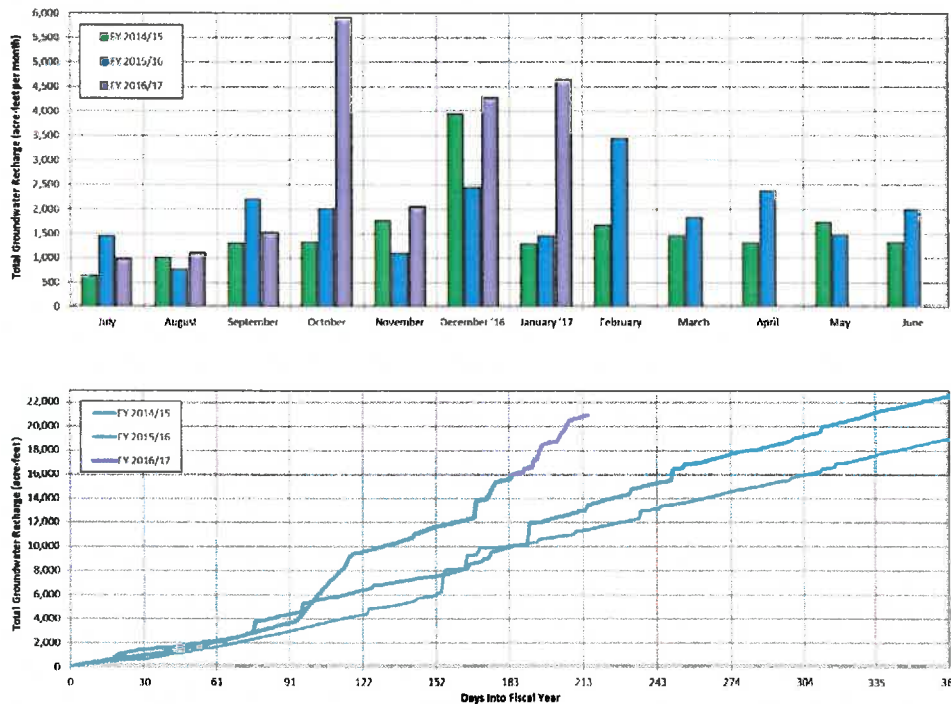 Total Groundwater Recharge (acre-feet per month)
6,000
5,500
5,000
4,500
4,000
3,500
3,000
2,500
2,000
1,500
1,000
500
0
FY 2014/15
FY 2015/16
FY 2016/17
July August September October November December '16 January '17 February March April May June
Total Groundwater Recharge (acre-feet)
22,000
20,000
18,000
16,000
14,000
12,000
10,000
8,000
6,000
4,000
2,000
0
FY 2014/15
FY 2015/16
FY 2016/17
0 30 61 91 122 152 183 213 243 274 304 335 36
Days Into Fiscal Year